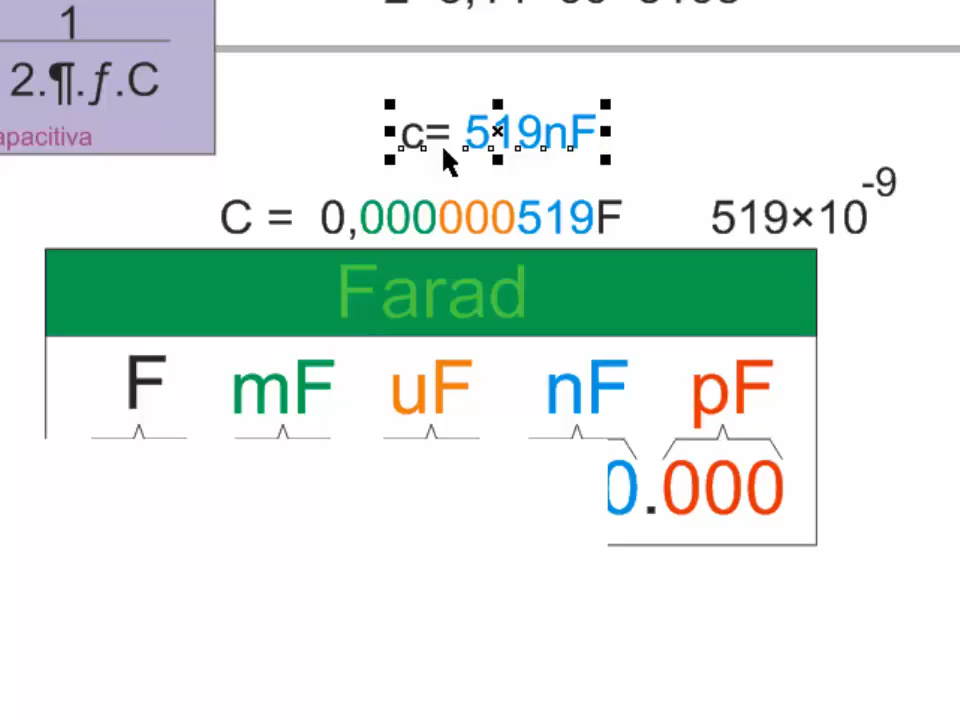 1
2.¶.ƒ.C
apacitiva
c= 519nF
C = 0,000000519F 519×10-9
Farad
F mF uF nF pF
0.000